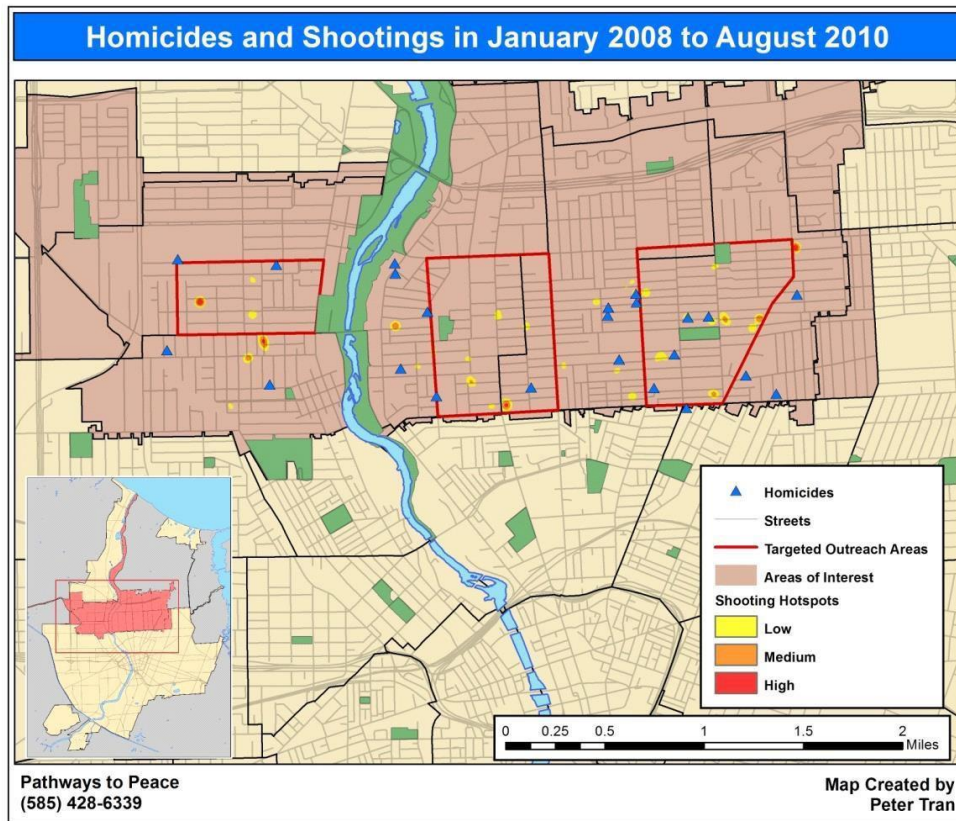 Homicides and Shootings in January 2008 to August 2010
Homicides
Streets
Targeted Outreach Areas
Areas of Interest
Shooting Hotspots
Low
Medium
High
0 0.25 0.5 1 1.5 2
Miles
Pathways to Peace
(585) 428-6339
Map Created by
Peter Tran